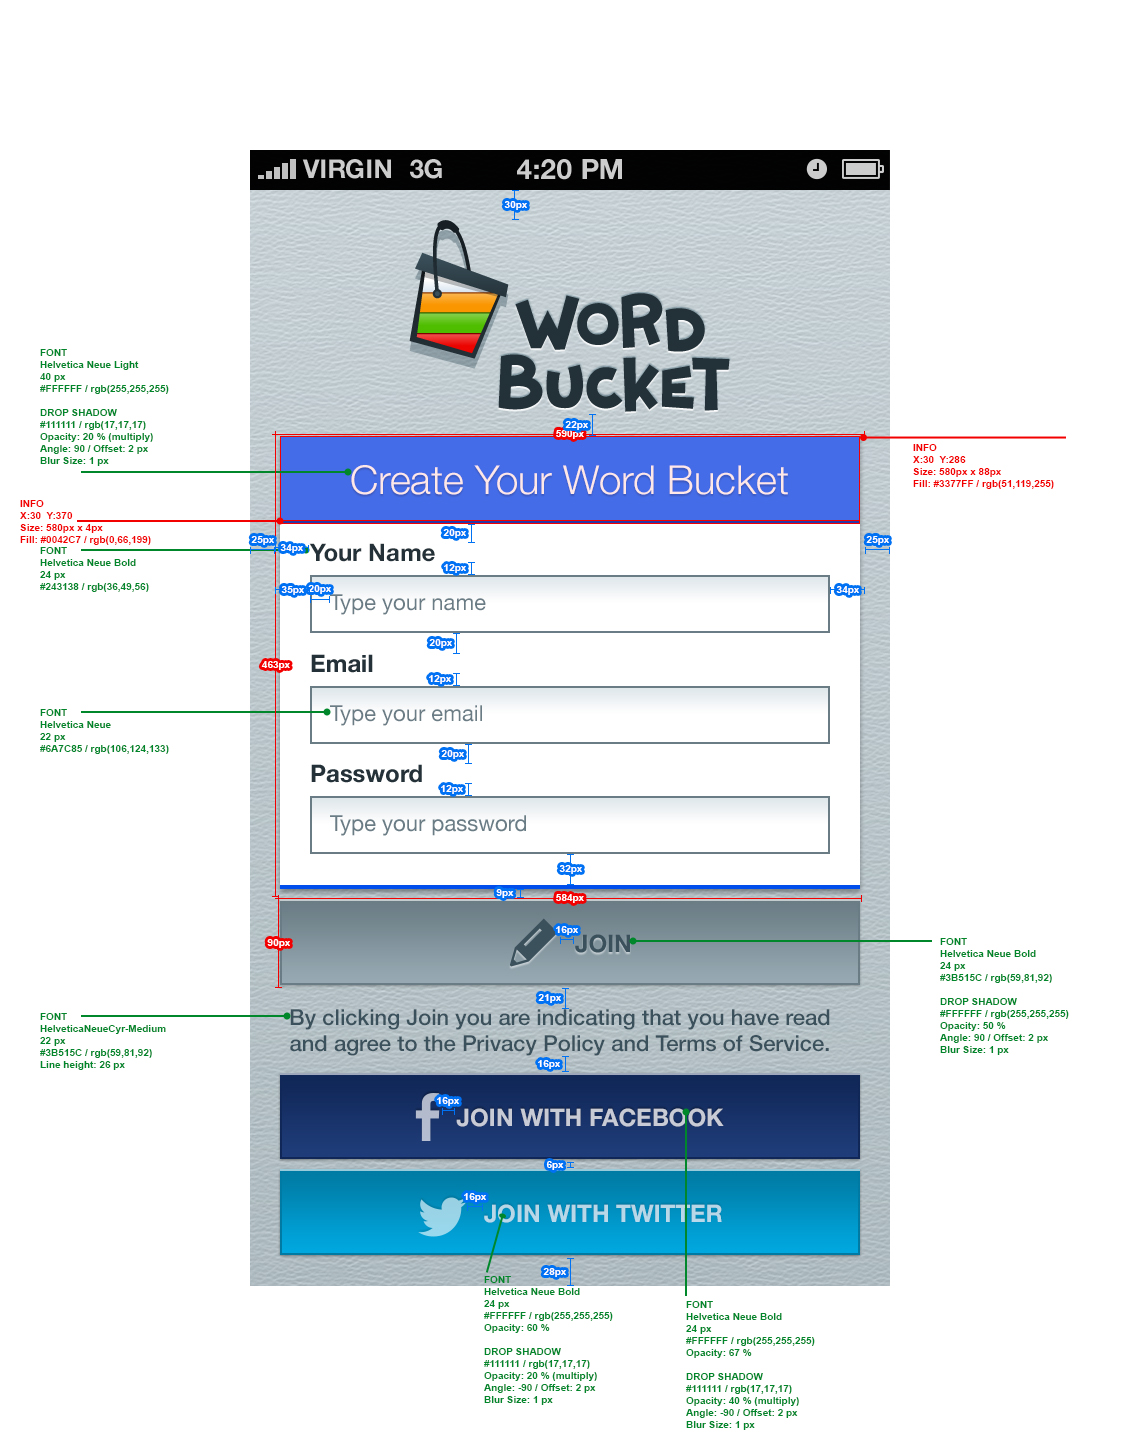 VIRGIN 3G 4:20 PM
30px
WORD
BUCKET
FONT
Helvetica Neue Light
40 px
#FFFFFF / rgb(255,255,255)
DROP SHADOW
#111111 / rgb(17,17,17)
Opacity: 20 % (multiply)
Angle: 90 / Offset: 2 px
Blur Size: 1 px
22px
590px
INFO
X:30 Y:286
Size: 580px x 88px
Fill: #3377FF / rgb(51,119,255)
Create Your Word Bucket
INFO
X:30 Y:370
Size: 580px x 4px
Fill: #0042C7 / rgb(0,66,199)
FONT
Helvetica Neue Bold
24 px
#243138 / rgb(36,49,56)
20px
25px
34px
25px
Your Name
12px
35px
20px
34px
Type your name
20px
463px
Email
12px
FONT
Helvetica Neue
22 px
#6A7C85 / rgb(106,124,133)
Type your email
20px
Password
12px
Type your password
32px
9px
584px
90px
16px
JOIN
FONT
Helvetica Neue Bold
24 px
#3B515C / rgb(59,81,92)
DROP SHADOW
#FFFFFF / rgb(255,255,255)
Opacity: 50 %
Angle: 90 / Offset: 2 px
Blur Size: 1 px
21px
FONT
HelveticaNeueCyr-Medium
22 px
#3B515C / rgb(59,81,92)
Line height: 26 px
By clicking Join you are indicating that you have read
and agree to the Privacy Policy and Terms of Service.
16px
16px
JOIN WITH FACEBOOK
6px
16px
JOIN WITH TWITTER
28px
FONT
Helvetica Neue Bold
24 px
#FFFFFF / rgb(255,255,255)
Opacity: 60 %
DROP SHADOW
#111111 / rgb(17,17,17)
Opacity: 20 % (multiply)
Angle: -90 / Offset: 2 px
Blur Size: 1 px
FONT
Helvetica Neue Bold
24 px
#FFFFFF / rgb(255,255,255)
Opacity: 67 %
DROP SHADOW
#111111 / rgb(17,17,17)
Opacity: 40 % (multiply)
Angle: -90 / Offset: 2 px
Blur Size: 1 px